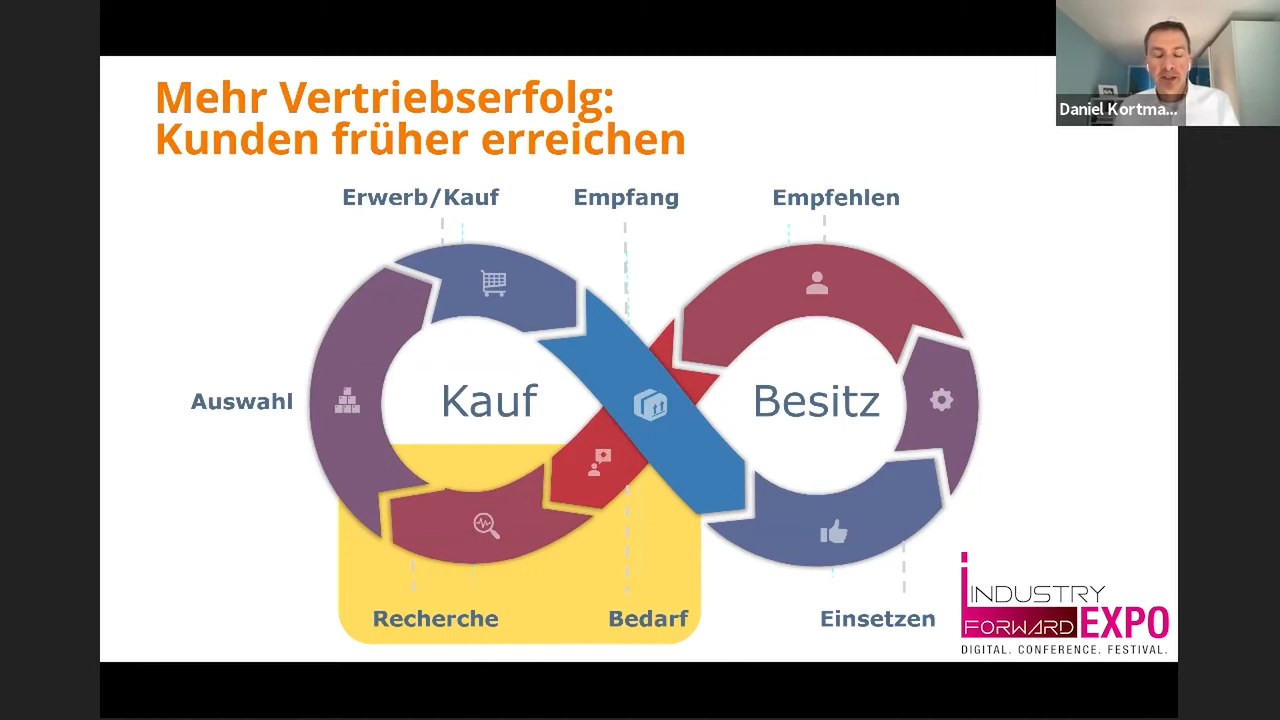 Mehr Vertriebserfolg:
Kunden früher erreichen
Daniel Kortma...
Erwerb/Kauf
Empfang
Empfehlen
Auswahl
Kauf
Besitz
Recherche
Bedarf
Einsetzen
INDUSTRY
FORWARD EXPO
DIGITAL. CONFERENCE. FESTIVAL.